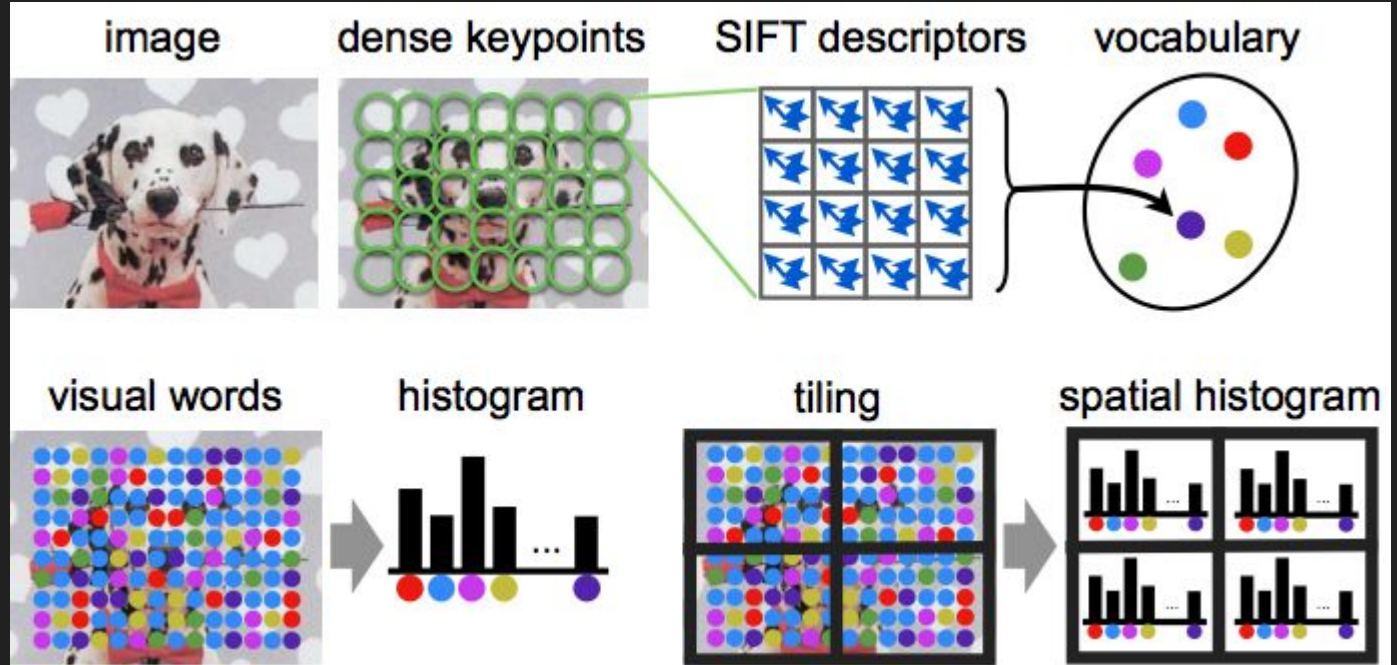 image
dense keypoints
SIFT descriptors
vocabulary
visual words
histogram
tiling
spatial histogram
...
...
...
...
...